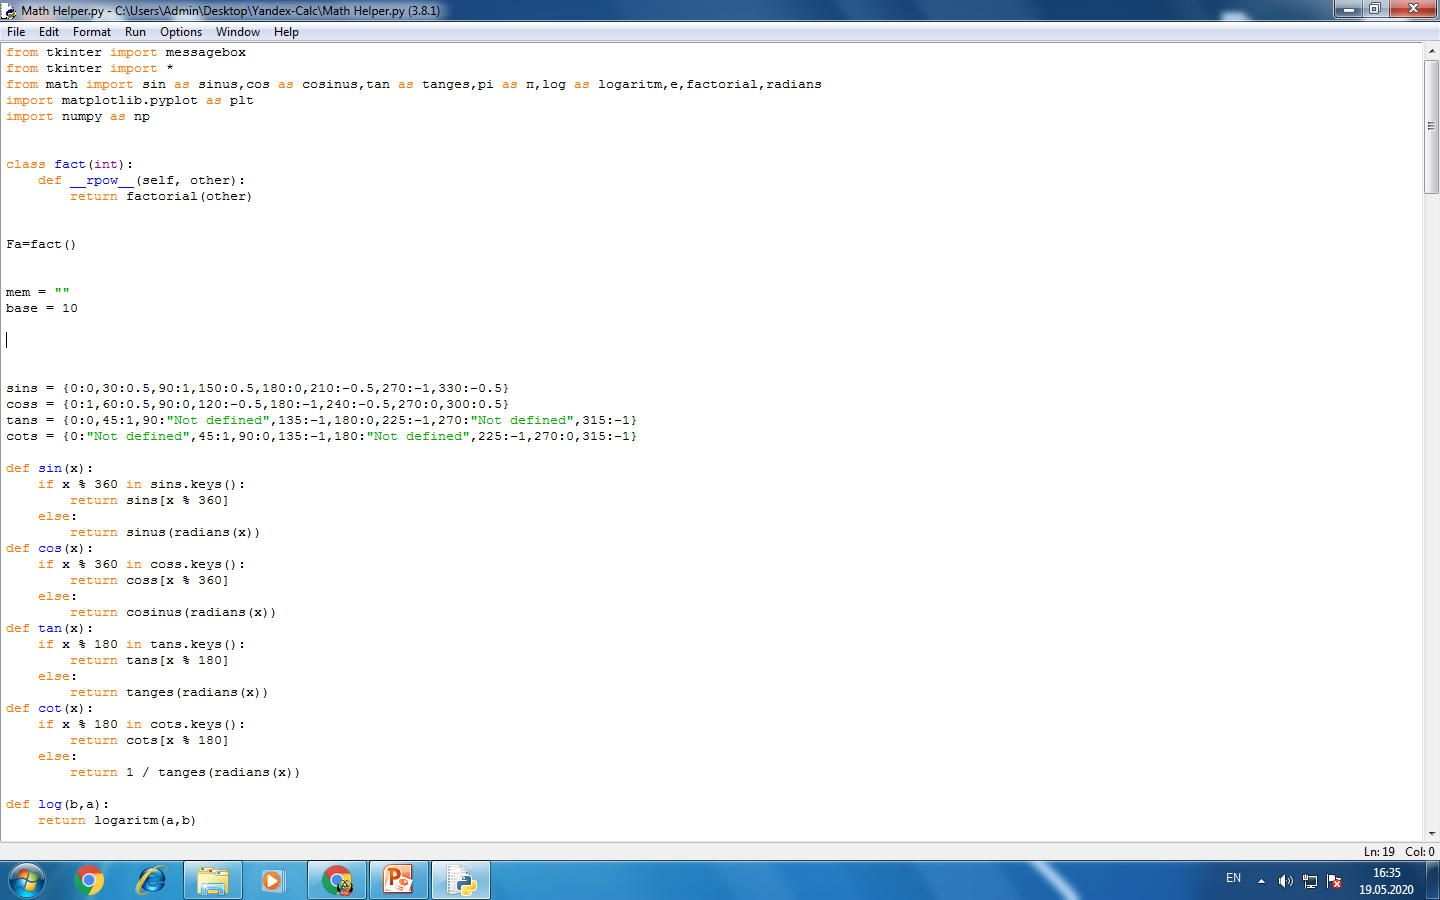 Math Helper.py - C:\Users\Admin\Desktop\Yandex-Calc\Math Helper.py (3.8.1)
File Edit Format Run Options Window Help
from tkinter import messagebox
from tkinter import *
from math import sin as sinus,cos as cosinus,tan as tanges,pi as π,log as logaritm,e,factorial,radians
import matplotlib.pyplot as plt
import numpy as np
class fact(int):
    def __rpow__(self, other):
        return factorial(other)
Fa=fact()
mem = ""
base = 10
sins = {0:0,30:0.5,90:1,150:0.5,180:0,210:-0.5,270:-1,330:-0.5}
coss = {0:1,60:0.5,90:0,120:-0.5,180:-1,240:-0.5,270:0,300:0.5}
tans = {0:0,45:1,90:"Not defined",135:-1,180:0,225:-1,270:"Not defined",315:-1}
cots = {0:"Not defined",45:1,90:0,135:-1,180:"Not defined",225:-1,270:0,315:-1}
def sin(x):
    if x % 360 in sins.keys():
        return sins[x % 360]
    else:
        return sinus(radians(x))
def cos(x):
    if x % 360 in coss.keys():
        return coss[x % 360]
    else:
        return cosinus(radians(x))
def tan(x):
    if x % 180 in tans.keys():
        return tans[x % 180]
    else:
        return tanges(radians(x))
def cot(x):
    if x % 180 in cots.keys():
        return cots[x % 180]
    else:
        return 1 / tanges(radians(x))
def log(b,a):
    return logaritm(a,b)
Ln: 19 Col: 0
EN
16:35
19.05.2020